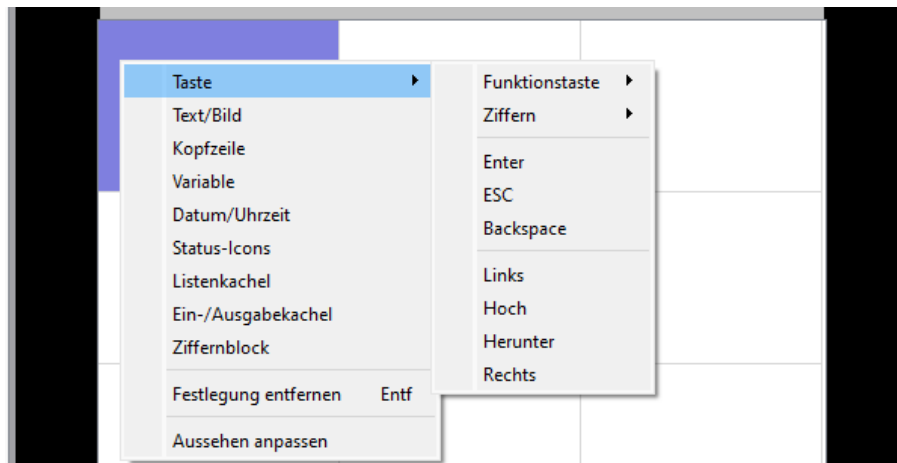 Taste
Text/Bild
Kopfzeile
Variable
Datum/Uhrzeit
Status-Icons
Listenkachel
Ein-/Ausgabekachel
Ziffernblock
Festlegung entfernen Entf
Aussehen anpassen
Funktionstaste
Ziffern
Enter
ESC
Backspace
Links
Hoch
Herunter
Rechts